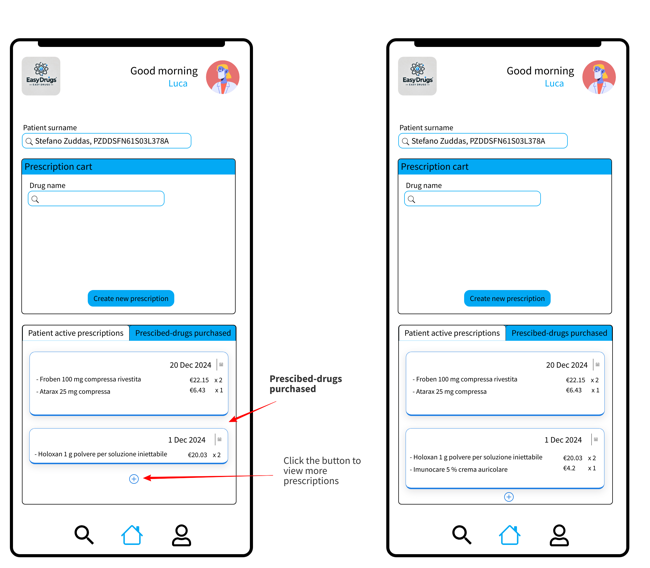 EasyDrugs
Good morning
Luca
Patient surname
Stefano Zuddas, PZDDSFN61S03L378A
Prescription cart
Drug name
Create new prescription
Patient active prescriptions
Prescibed-drugs purchased
20 Dec 2024
- Froben 100 mg compressa rivestita €22.15 x 2
- Atarax 25 mg compressa €6.43 x 1
1 Dec 2024
- Holoxan 1 g polvere per soluzione iniettabile €20.03 x 2
Prescibed-drugs
purchased
Click the button to
view more
prescriptions
EasyDrugs
Good morning
Luca
Patient surname
Stefano Zuddas, PZDDSFN61S03L378A
Prescription cart
Drug name
Create new prescription
Patient active prescriptions
Prescibed-drugs purchased
20 Dec 2024
- Froben 100 mg compressa rivestita €22.15 x 2
- Atarax 25 mg compressa €6.43 x 1
1 Dec 2024
- Holoxan 1 g polvere per soluzione iniettabile €20.03 x 2
- Imunocare 5 % crema auricolare €4.2 x 1